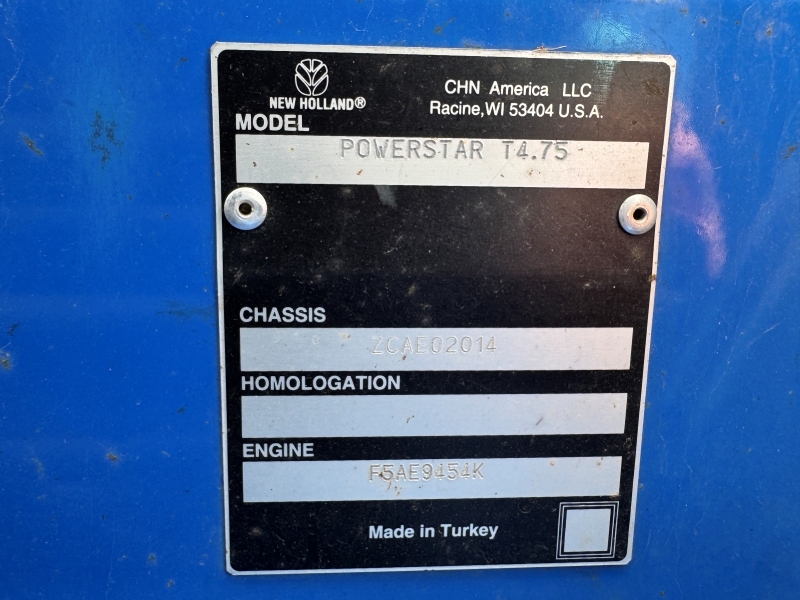 NEW HOLLAND®
CHN America LLC
Racine, WI 53404 U.S.A.
MODEL
POWERSTAR T4.75
CHASSIS
ZCAE02014
HOMOLOGATION
ENGINE
F5AE9454K
Made in Turkey